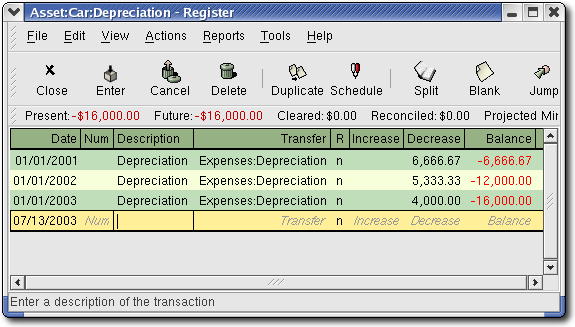 Asset:Car:Depreciation - Register
File Edit View Actions Reports Tools Help
Close Enter Cancel Delete Duplicate Schedule Split Blank Jump
Present:-$16,000.00 Future:-$16,000.00 Cleared: $0.00 Reconciled: $0.00 Projected Min
Date Num Description Transfer R Increase Decrease Balance
01/01/2001 Depreciation Expenses:Depreciation n 6,666.67 -6,666.67
01/01/2002 Depreciation Expenses:Depreciation n 5,333.33 -12,000.00
01/01/2003 Depreciation Expenses:Depreciation n 4,000.00 -16,000.00
07/13/2003 Num Transfer n Increase Decrease Balance
Enter a description of the transaction